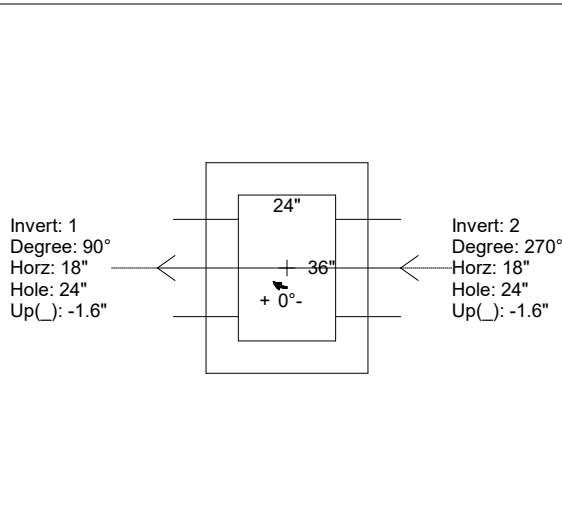 24"
Invert: 1
Degree: 90°
Horz: 18"
Hole: 24"
Up(_): -1.6"
36"
+ 0°-
Invert: 2
Degree: 270°
Horz: 18"
Hole: 24"
Up(_): -1.6"